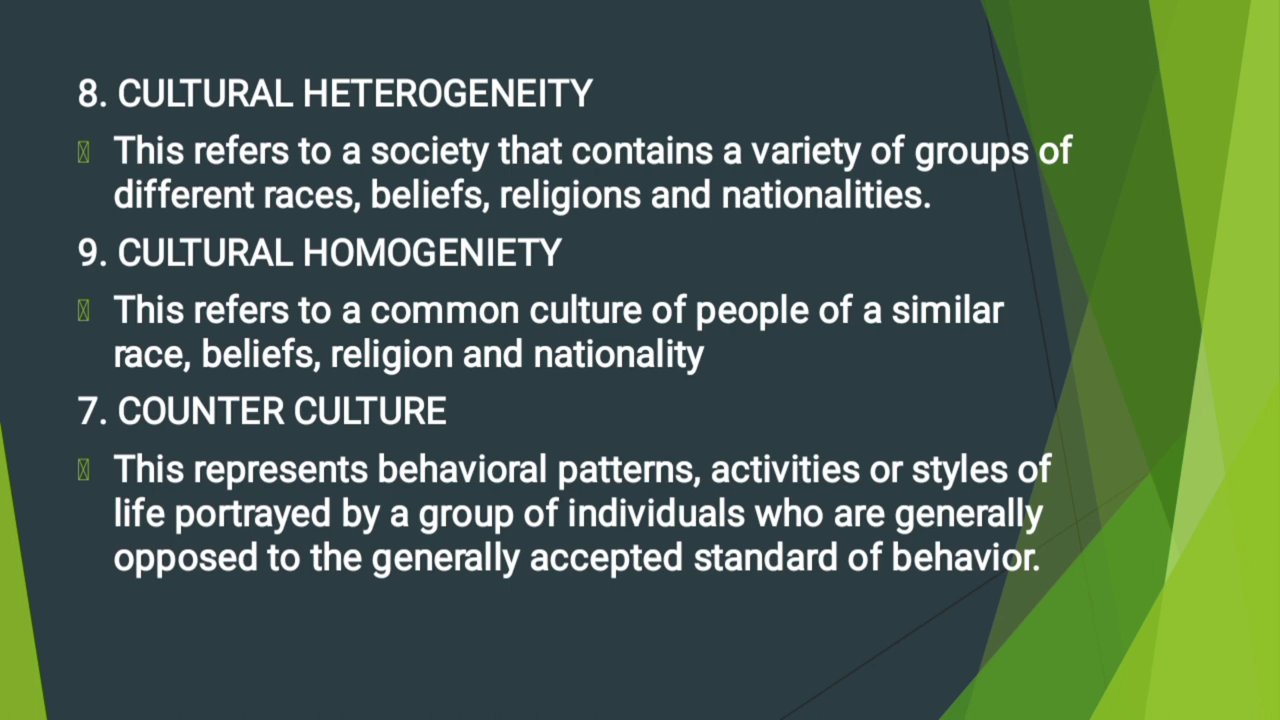 8. CULTURAL HETEROGENEITY
This refers to a society that contains a variety of groups of
different races, beliefs, religions and nationalities.
9. CULTURAL HOMOGENIETY
This refers to a common culture of people of a similar
race, beliefs, religion and nationality
7. COUNTER CULTURE
This represents behavioral patterns, activities or styles of
life portrayed by a group of individuals who are generally
opposed to the generally accepted standard of behavior.